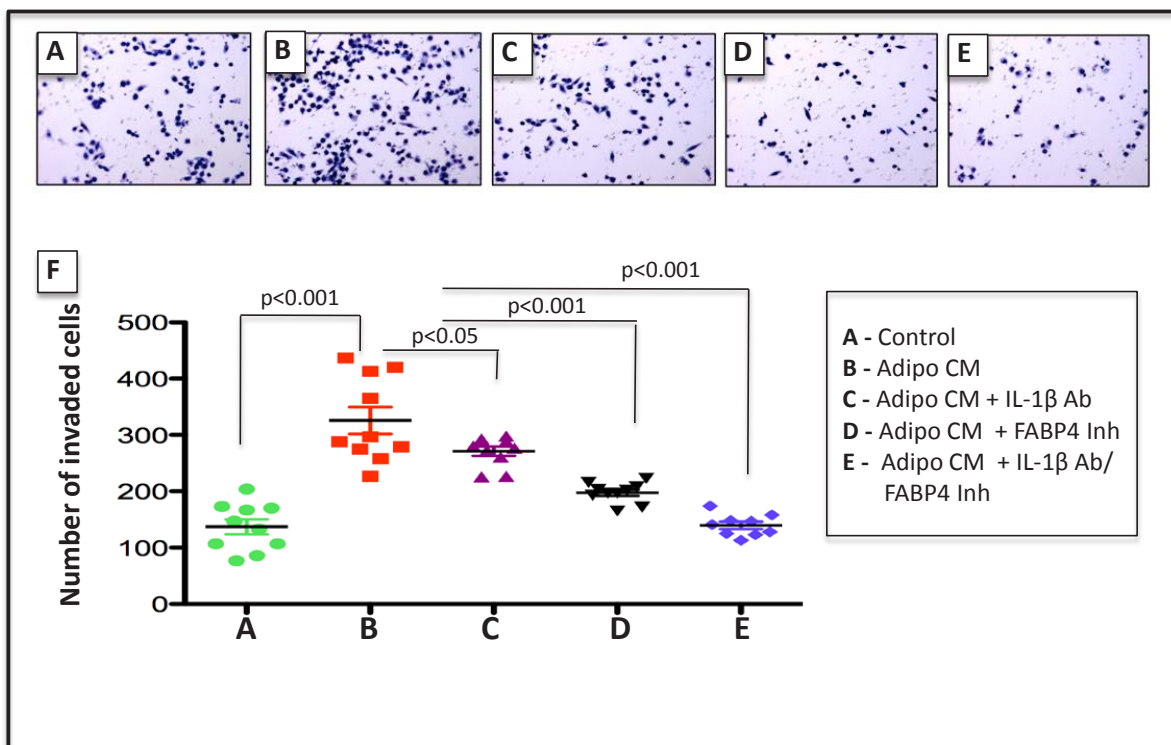 A
B
C
D
E
F
p<0.001
p<0.001
p<0.001
p<0.05
Number of invaded cells
500
400
300
200
100
0
A
B
C
D
E
A - Control
B - Adipo CM
C - Adipo CM + IL-1β Ab
D - Adipo CM + FABP4 Inh
E - Adipo CM + IL-1β Ab/
FABP4 Inh